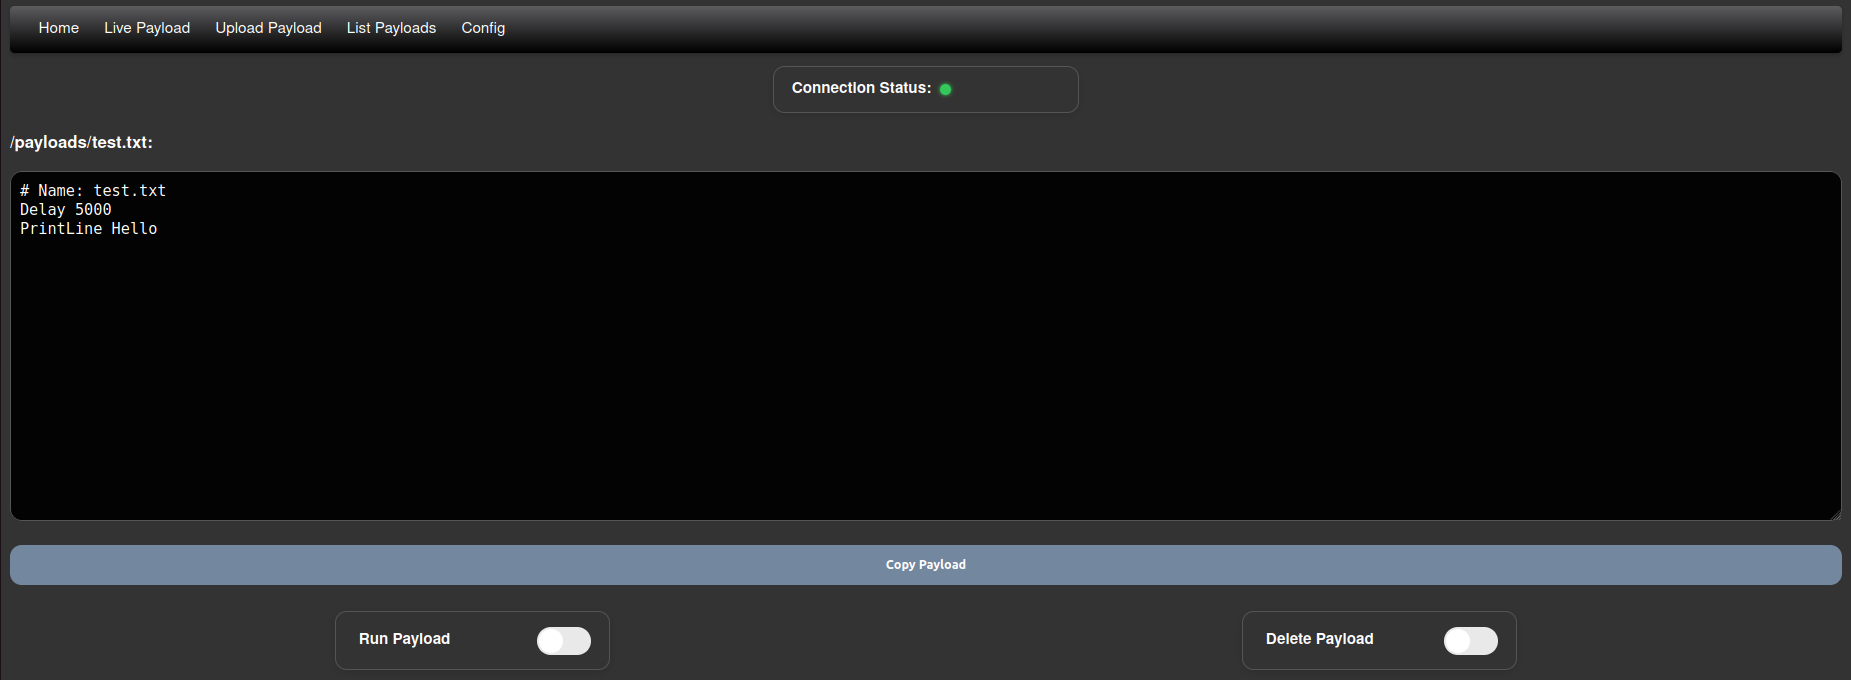 Home Live Payload Upload Payload List Payloads Config
Connection Status:
/payloads/test.txt:
# Name: test.txt
Delay 5000
PrintLine Hello
Copy Payload
Run Payload Delete Payload